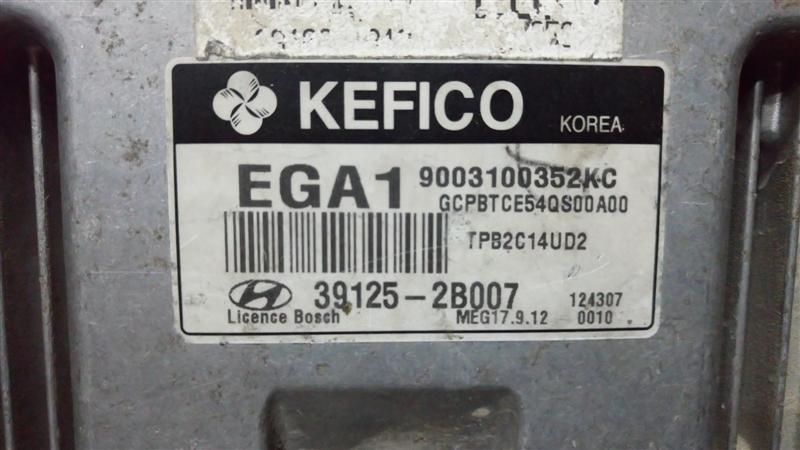 KEFICO KOREA
EGA1 9003100352KC
GCPBTCE54QS00A00
TPB2C14UD2
39125-2B007 124307
Licence Bosch MEG17.9.12 0010